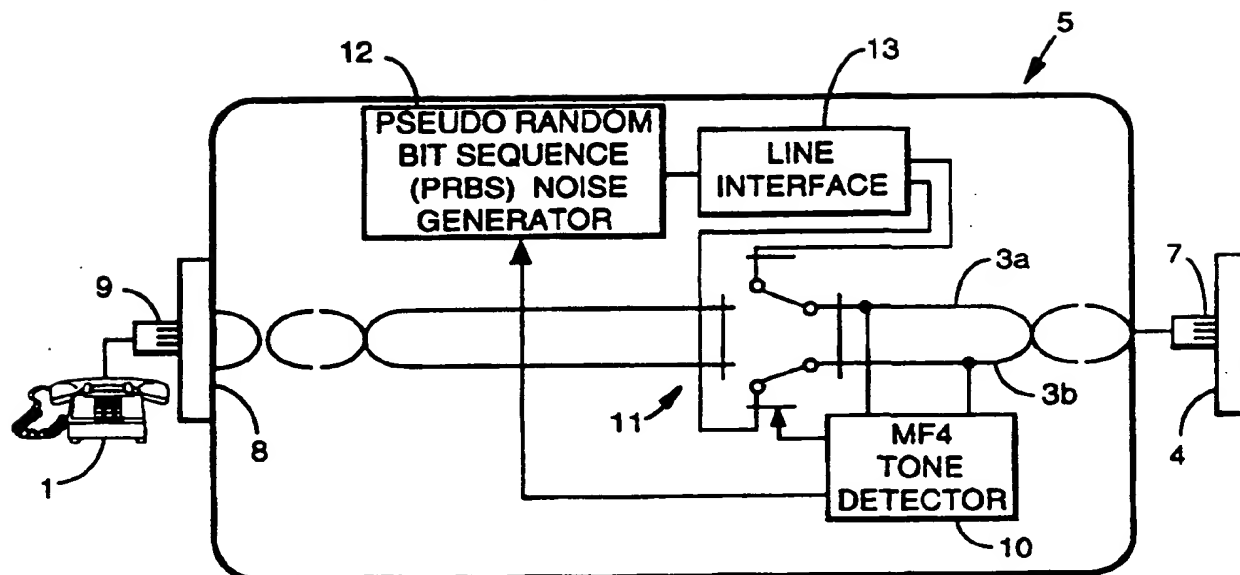 5
12
13
PSEUDO RANDOM
BIT SEQUENCE
(PRBS) NOISE
GENERATOR
LINE
INTERFACE
9
3a
7
3b
11
MF4
TONE
DETECTOR
1
8
4
10